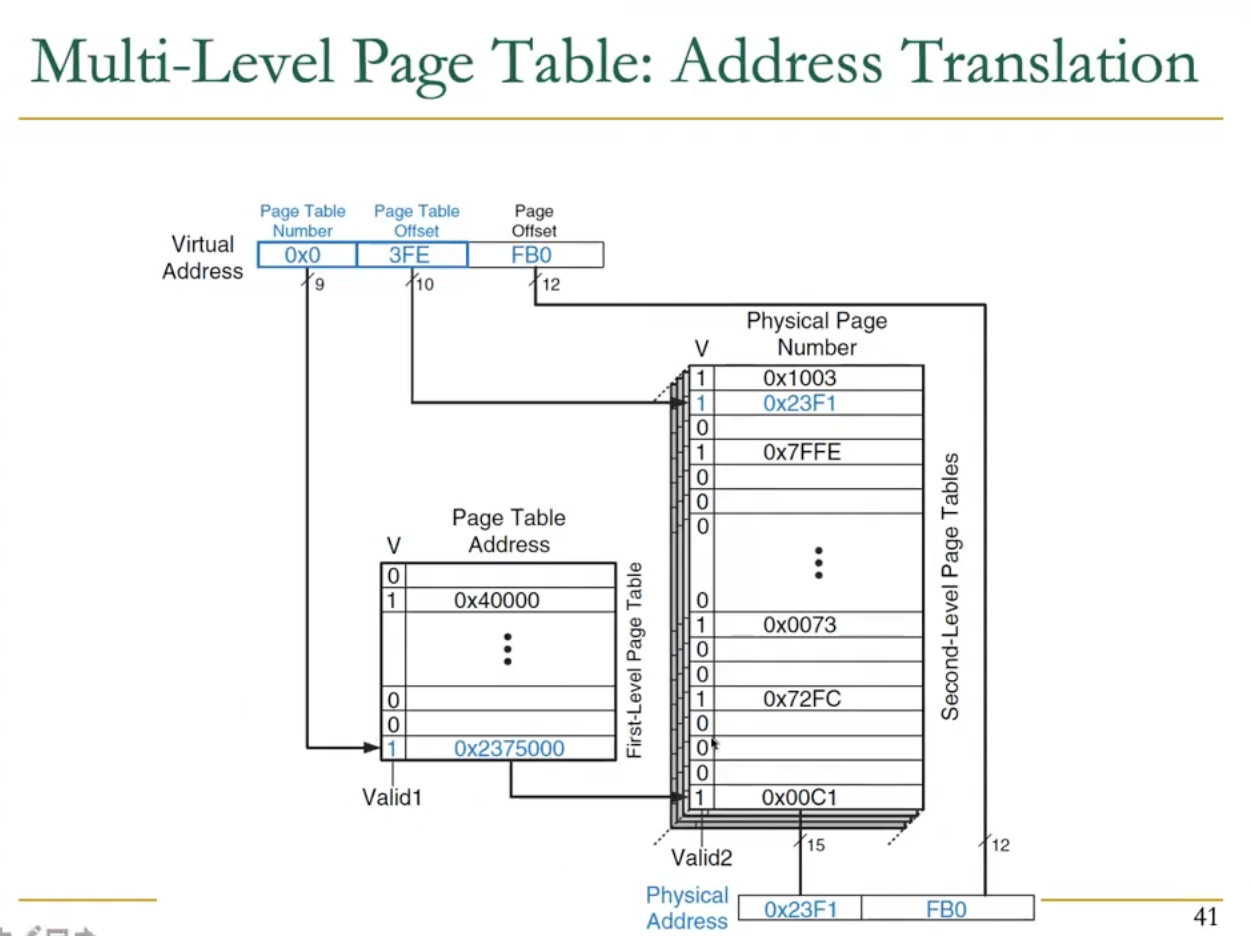 Multi-Level Page Table: Address Translation
Page Table Number
Page Table Offset
Page Offset
Virtual Address
0x0
3FE
FB0
9
10
12
Physical Page Number
V
1 0x1003
1 0x23F1
0
1 0x7FFE
0
0
0
0
1 0x0073
0
0
1 0x72FC
0
0
0
1 0x00C1
Second-Level Page Tables
Page Table Address
V
0
1 0x40000
0
0
1 0x2375000
First-Level Page Table
Valid1
Valid2
15
12
Physical Address
0x23F1
FB0
41